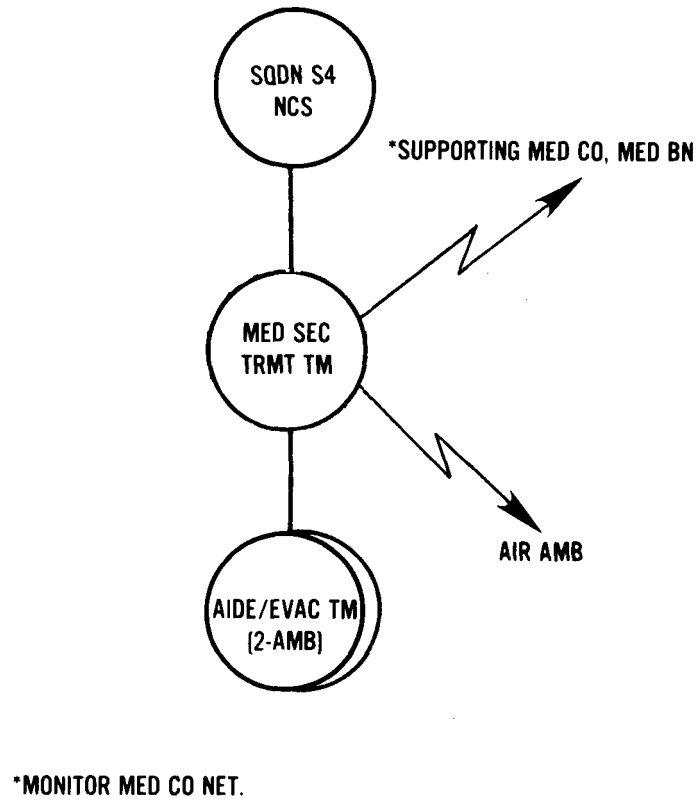 SQDN S4
NCS
*SUPPORTING MED CO, MED BN
MED SEC
TRMT TM
AIR AMB
AIDE/EVAC TM
(2-AMB)
*MONITOR MED CO NET.